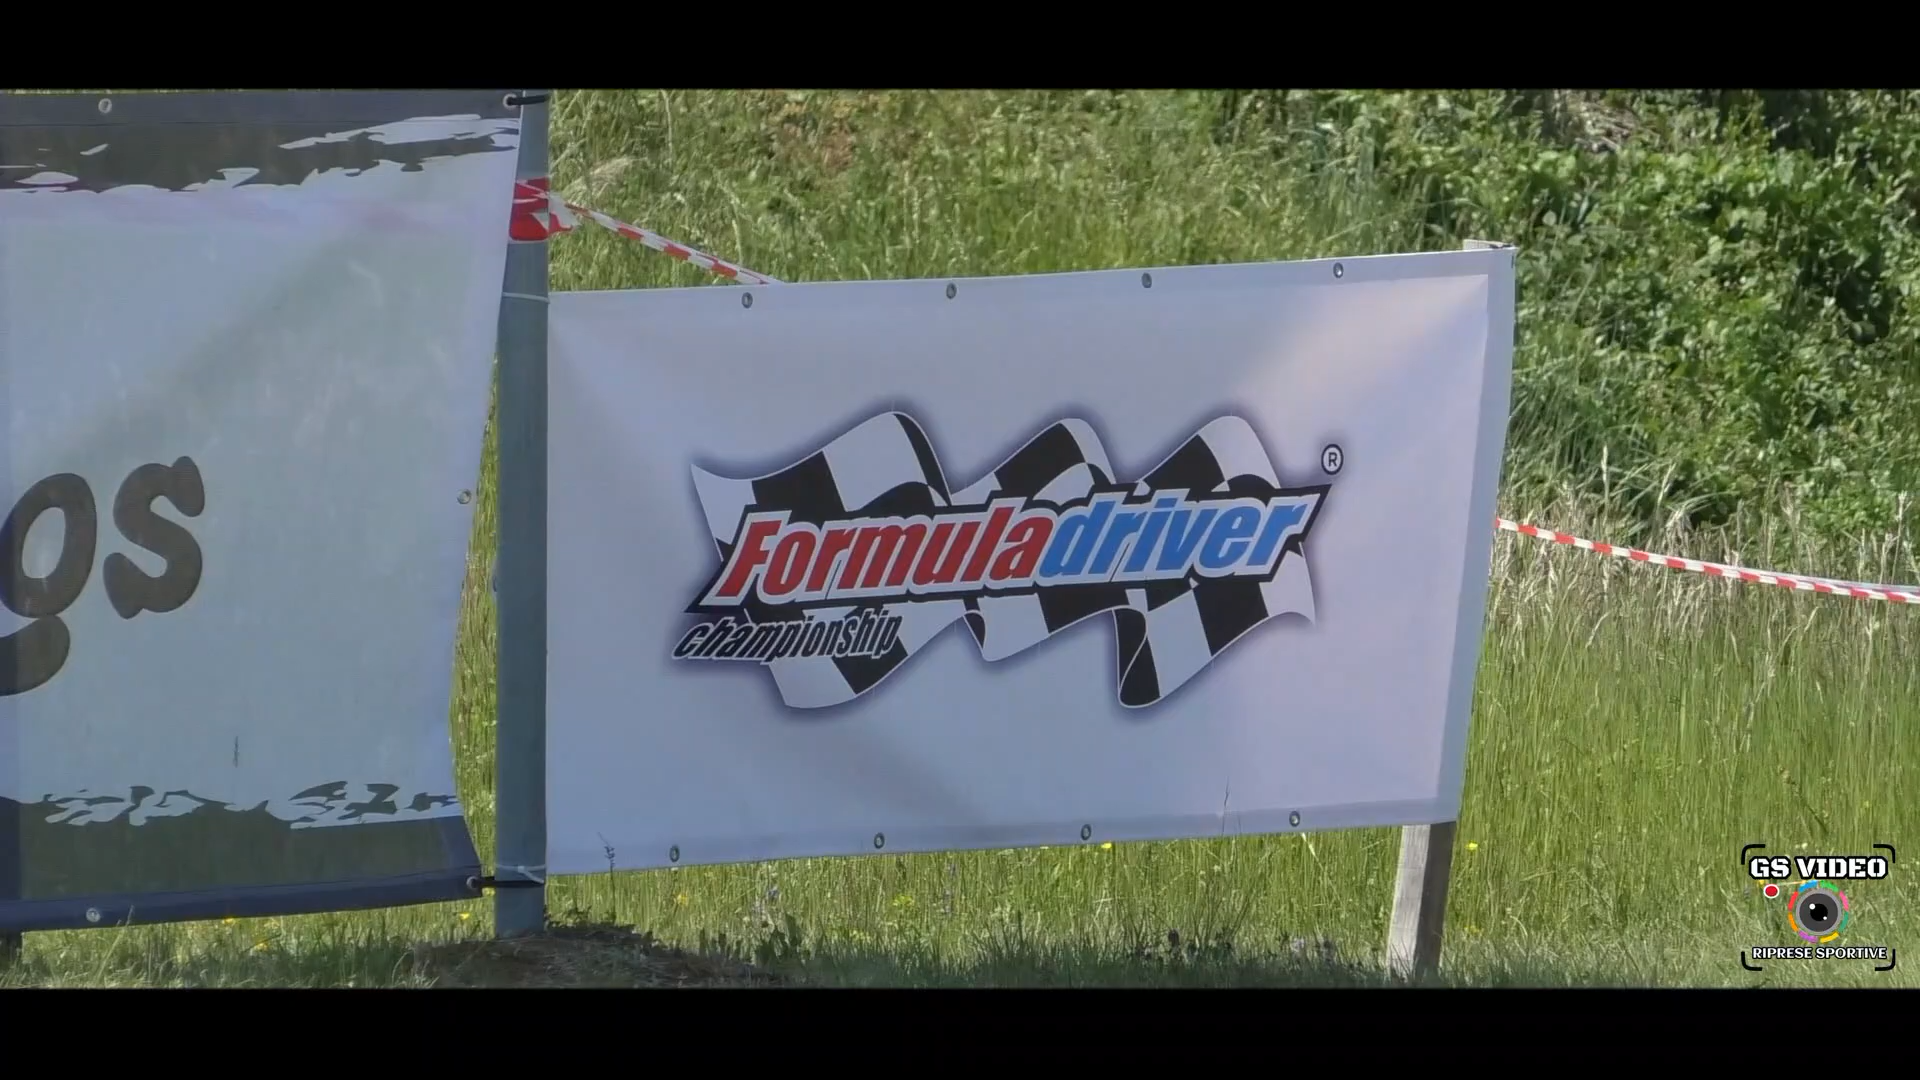 gs
Formuladriver ®
championship
GS VIDEO
RIPRESE SPORTIVE